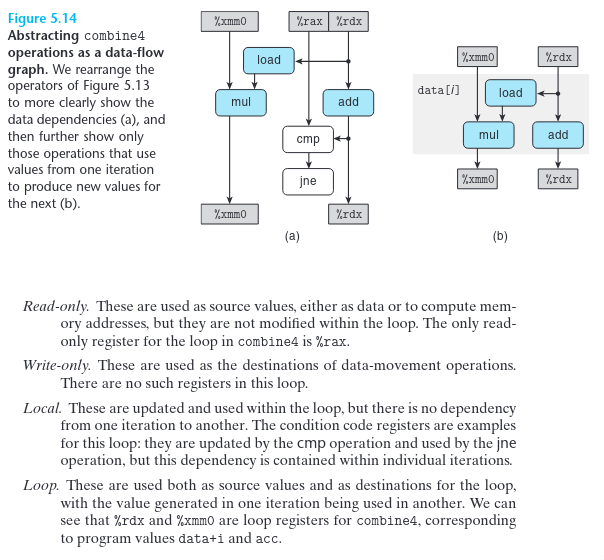 Figure 5.14
Abstracting combine4
operations as a data-flow
graph. We rearrange the
operators of Figure 5.13
to more clearly show the
data dependencies (a), and
then further show only
those operations that use
values from one iteration
to produce new values for
the next (b).
%xmm0 %rax %rdx
load
mul add
cmp
jne
%xmm0 %rdx
(a)
%xmm0 %rdx
data[i] load
mul add
%xmm0 %rdx
(b)
Read-only. These are used as source values, either as data or to compute mem-
ory addresses, but they are not modified within the loop. The only read-
only register for the loop in combine4 is %rax.
Write-only. These are used as the destinations of data-movement operations.
There are no such registers in this loop.
Local. These are updated and used within the loop, but there is no dependency
from one iteration to another. The condition code registers are examples
for this loop: they are updated by the cmp operation and used by the jne
operation, but this dependency is contained within individual iterations.
Loop. These are used both as source values and as destinations for the loop,
with the value generated in one iteration being used in another. We can
see that %rdx and %xmm0 are loop registers for combine4, corresponding
to program values data+i and acc.